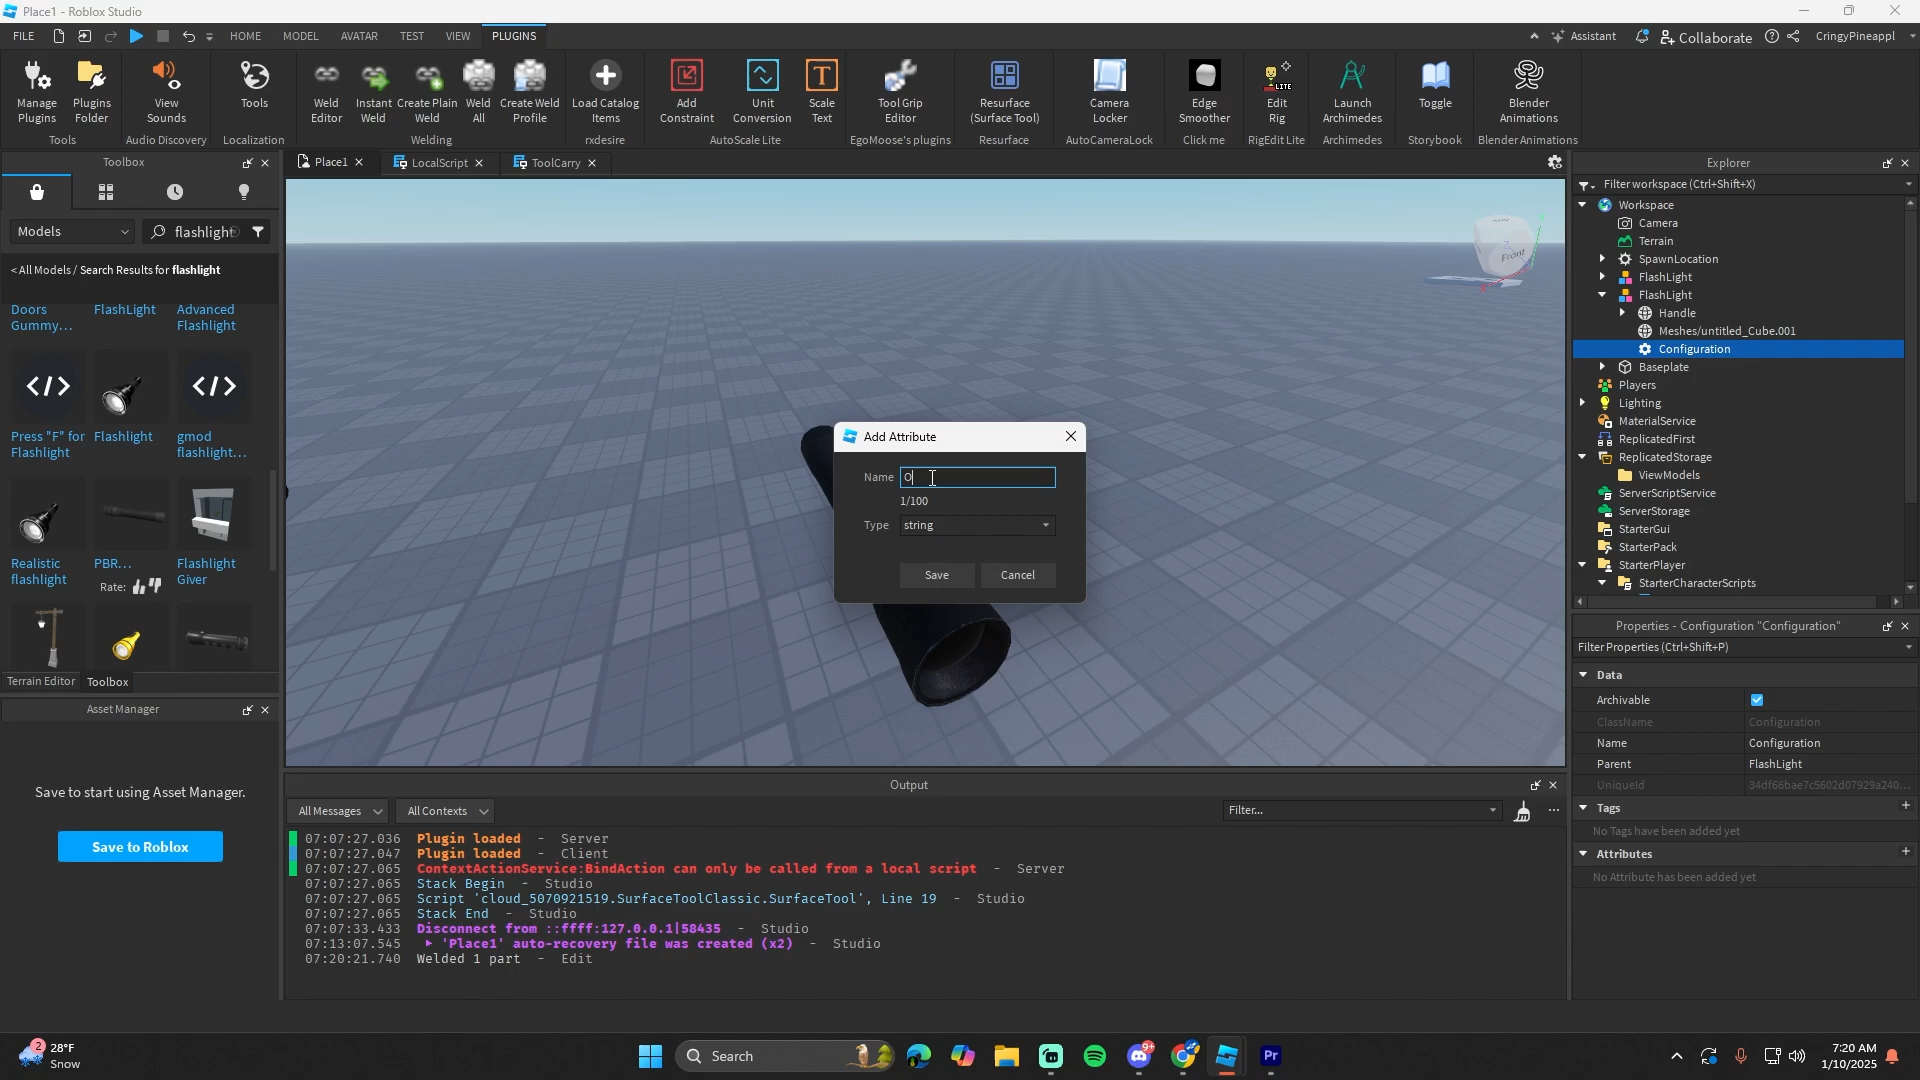 Place1 - Roblox Studio
FILE
HOME
MODEL
AVATAR
TEST
VIEW
PLUGINS
Assistant
Collaborate
CringyPineappl
Manage Plugins
Plugins Folder
View Sounds
Tools
Weld Editor
Instant Weld
Create Plain Weld
Weld All
Create Weld Profile
Load Catalog Items
Add Constraint
Unit Conversion
Scale Text
Tool Grip Editor
Resurface (Surface Tool)
Camera Locker
Edge Smoother
LITE
Edit Rig
Launch Archimedes
Toggle
Blender Animations
Tools
Audio Discovery
Localization
Welding
rxdesire
AutoScale Lite
EgoMoose's plugins
Resurface
AutoCameraLock
Click me
RigEdit Lite
Archimedes
Storybook
Blender Animations
Toolbox
Models
flashlight
< All Models / Search Results for flashlight
Doors Gummy...
FlashLight
Advanced Flashlight
Press "F" for Flashlight
Flashlight
gmod flashlight...
Realistic flashlight
PBR...
Rate:
Flashlight Giver
Terrain Editor
Toolbox
Asset Manager
Save to start using Asset Manager.
Save to Roblox
Place1
LocalScript
ToolCarry
Front
Add Attribute
Name
O
1/100
Type
string
Save
Cancel
Output
All Messages
All Contexts
Filter...
07:07:27.036 Plugin loaded - Server
07:07:27.047 Plugin loaded - Client
07:07:27.065 ContextActionService:BindAction can only be called from a local script - Server
07:07:27.065 Stack Begin - Studio
07:07:27.065 Script 'cloud_5070921519.SurfaceToolClassic.SurfaceTool', Line 19 - Studio
07:07:27.065 Stack End - Studio
07:07:33.433 Disconnect from ::ffff:127.0.0.1|58435 - Studio
07:13:07.545 'Place1' auto-recovery file was created (x2) - Studio
07:20:21.740 Welded 1 part - Edit
Explorer
Filter workspace (Ctrl+Shift+X)
Workspace
Camera
Terrain
SpawnLocation
FlashLight
FlashLight
Handle
Meshes/untitled_Cube.001
Configuration
Baseplate
Players
Lighting
MaterialService
ReplicatedFirst
ReplicatedStorage
ViewModels
ServerScriptService
ServerStorage
StarterGui
StarterPack
StarterPlayer
StarterCharacterScripts
Properties - Configuration "Configuration"
Filter Properties (Ctrl+Shift+P)
Data
Archivable
ClassName Configuration
Name Configuration
Parent FlashLight
UniqueId 34df66bae7c5602d07929a240...
Tags
No Tags have been added yet
Attributes
No Attribute has been added yet
2
28°F
Snow
Search
9+
Pr
7:20 AM
1/10/2025